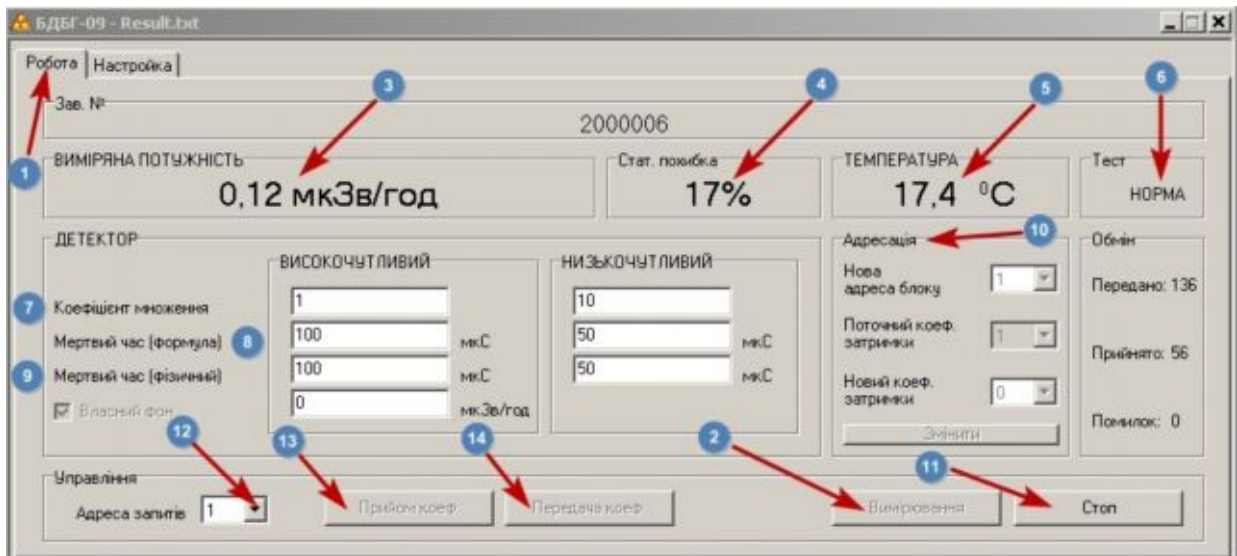 БДБГ-09 - Result.txt
Робота Настройка
3 4 5 6
Зав. №
2000006
1
ВИМІРЯНА ПОТУЖНІСТЬ Стат. похибка ТЕМПЕРАТУРА Тест
0,12 мкЗв/год 17% 17,4 ⁰С НОРМА
ДЕТЕКТОР Адресація 10 Обмін
ВИСОКОЧУТЛИВИЙ НИЗЬКОЧУТЛИВИЙ
Нова
адреса блоку 1 Передано: 136
7 Коефіцієнт множення 1 10
Мертвий час (формула) 8 100 мкС 50 мкС
Поточний коеф.
затримки 1 Прийнято: 56
9 Мертвий час (фізичний) 100 мкС 50 мкС
Новий коеф.
затримки 0
Власний фон 0 мкЗв/год
Помилок: 0
12 13 14 2 Змінити 11
Управління
Адреса запитів 1 Прийом коеф. Передача коеф Вимірювання Стоп